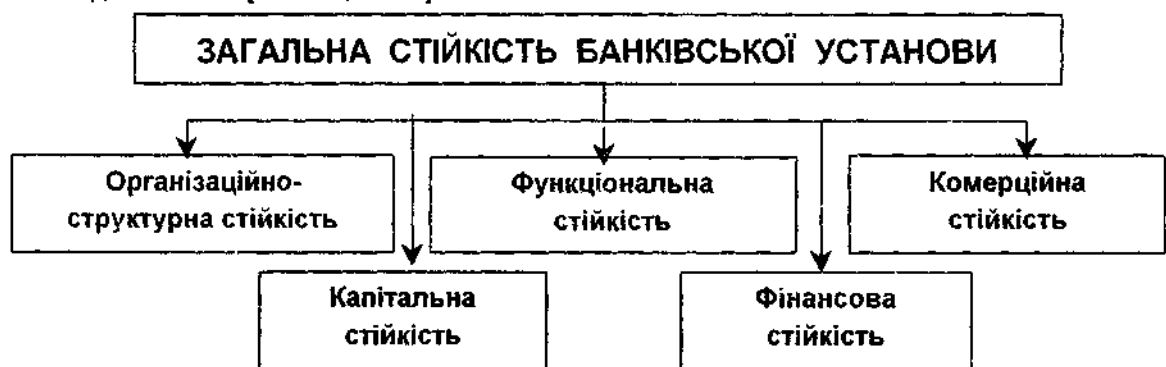 ЗАГАЛЬНА СТІЙКІСТЬ БАНКІВСЬКОЇ УСТАНОВИ
Організаційно-
структурна стійкість
Функціональна
стійкість
Комерційна
стійкість
Капітальна
стійкість
Фінансова
стійкість